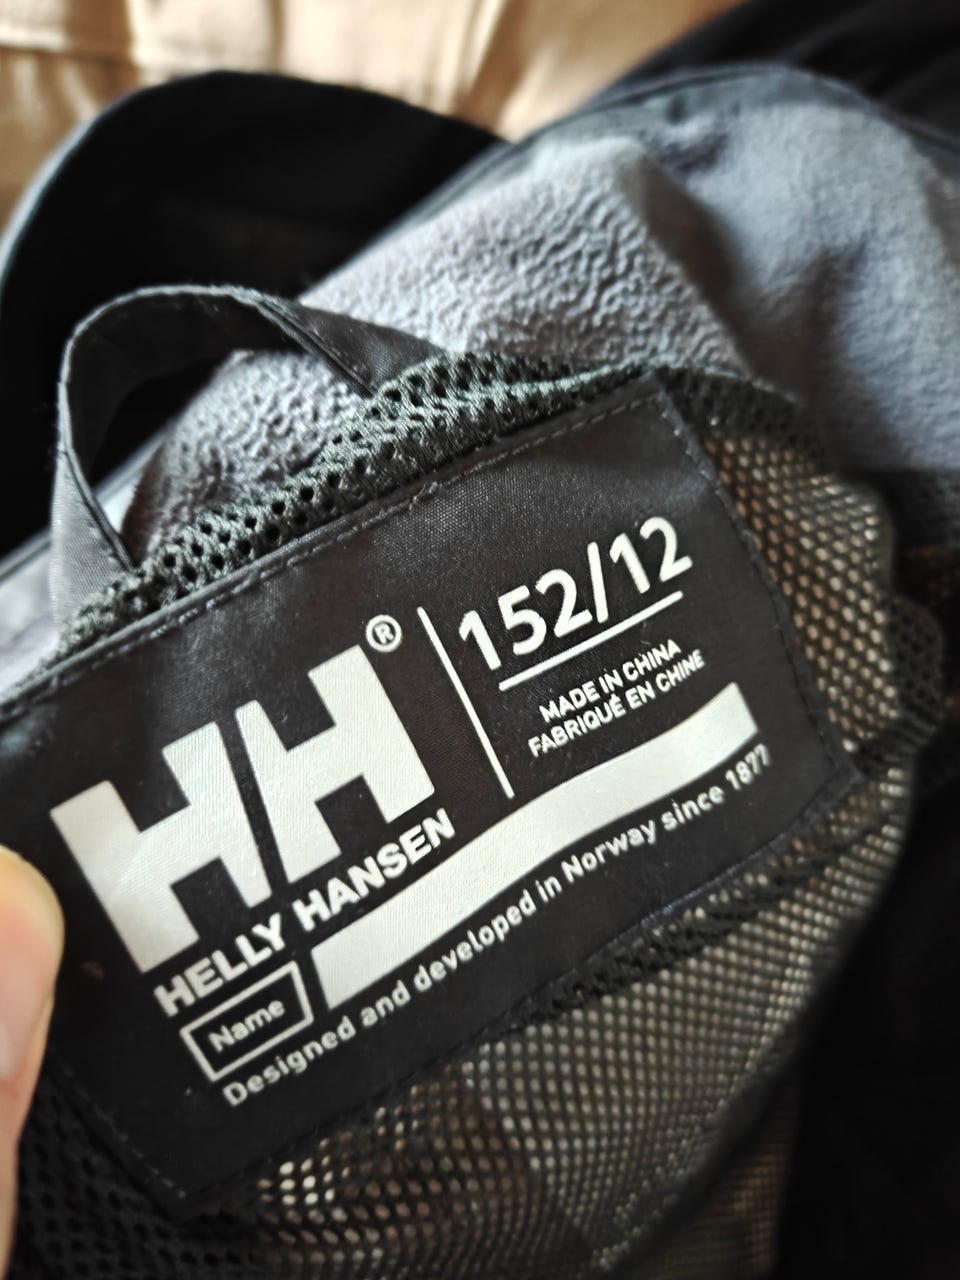 HH®
HELLY HANSEN
152/12
MADE IN CHINA
FABRIQUÉ EN CHINE
Name
Designed and developed in Norway since 1877